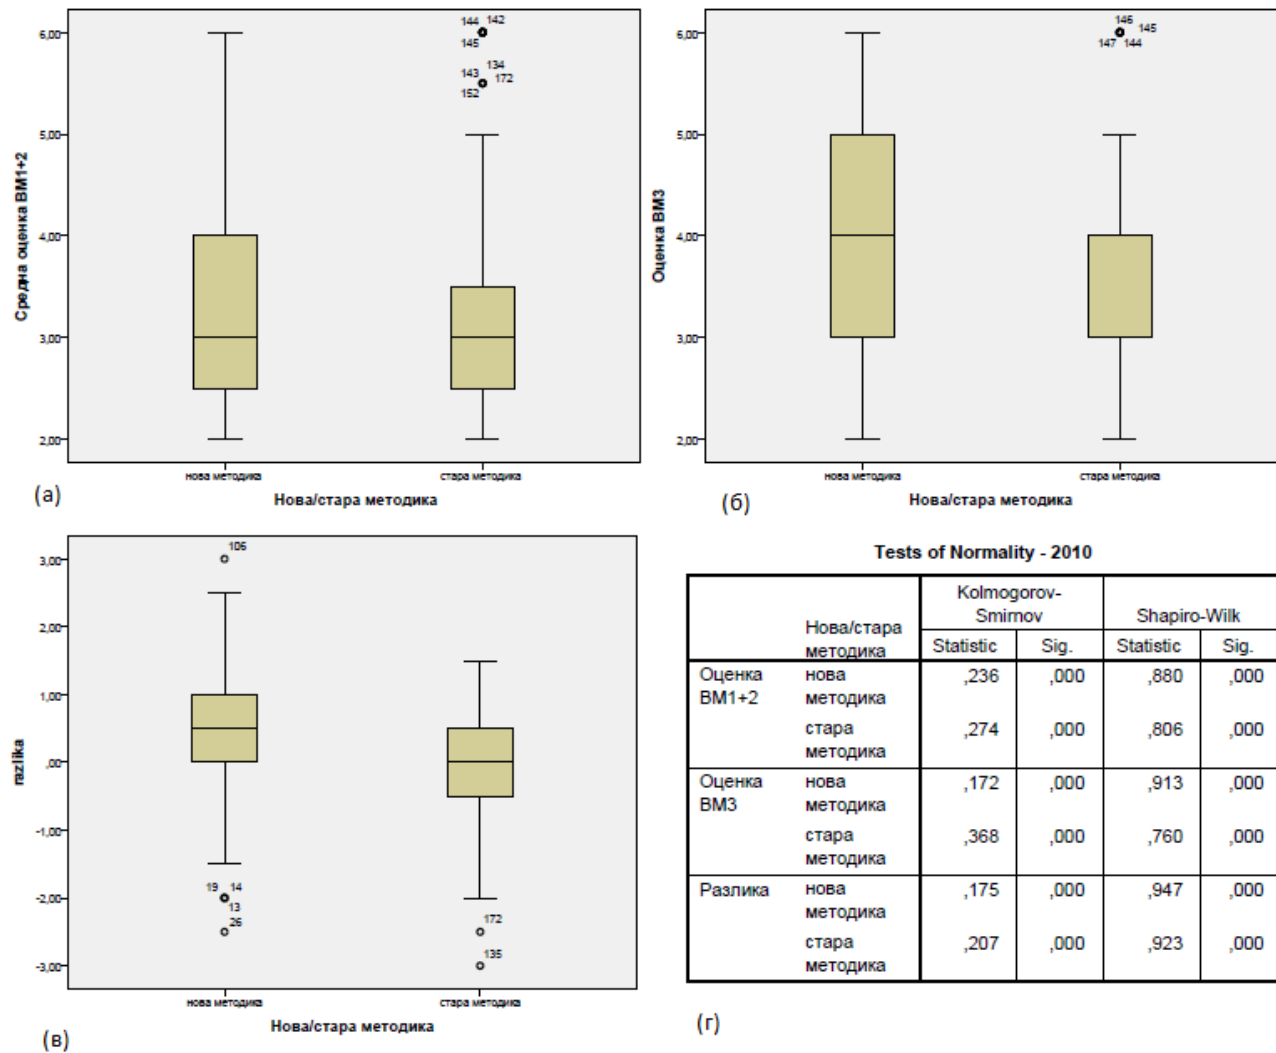 6,00
5,00
4,00
3,00
2,00
Средна оценка ВМ1+2
144 142
145
143 134
172
152
нова методика
стара методика
Нова/стара методика
(а)
6,00
5,00
4,00
3,00
2,00
Оценка ВМ3
146
145
147 144
нова методика
стара методика
Нова/стара методика
(б)
3,00
2,00
1,00
,00
-1,00
-2,00
-3,00
razlika
106
19 14
13
26
172
135
нова методика
стара методика
Нова/стара методика
(в)
Tests of Normality - 2010
Нова/стара
методика
Kolmogorov-
Smirnov
Shapiro-Wilk
Statistic Sig. Statistic Sig.
Оценка
ВМ1+2
нова
методика
,236 ,000 ,880 ,000
стара
методика
,274 ,000 ,806 ,000
Оценка
ВМ3
нова
методика
,172 ,000 ,913 ,000
стара
методика
,368 ,000 ,760 ,000
Разлика
нова
методика
,175 ,000 ,947 ,000
стара
методика
,207 ,000 ,923 ,000
(г)